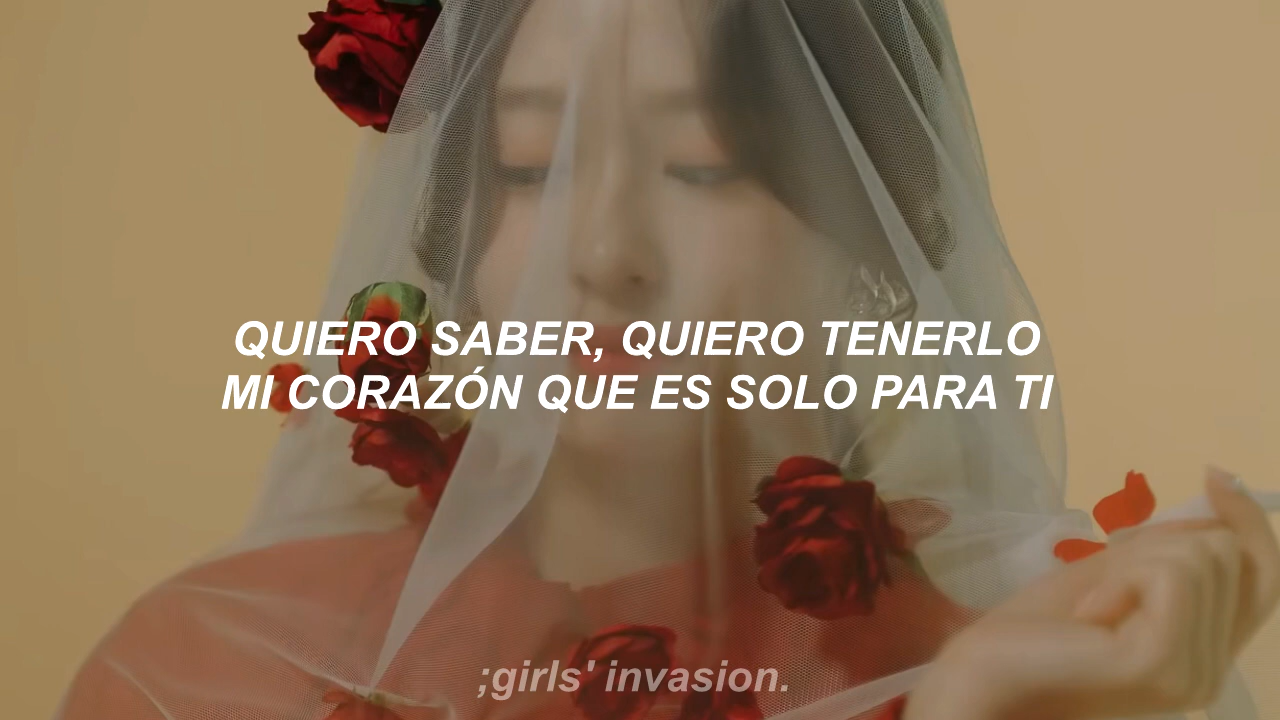 QUIERO SABER, QUIERO TENERLO
MI CORAZÓN QUE ES SOLO PARA TI
;girls' invasion.